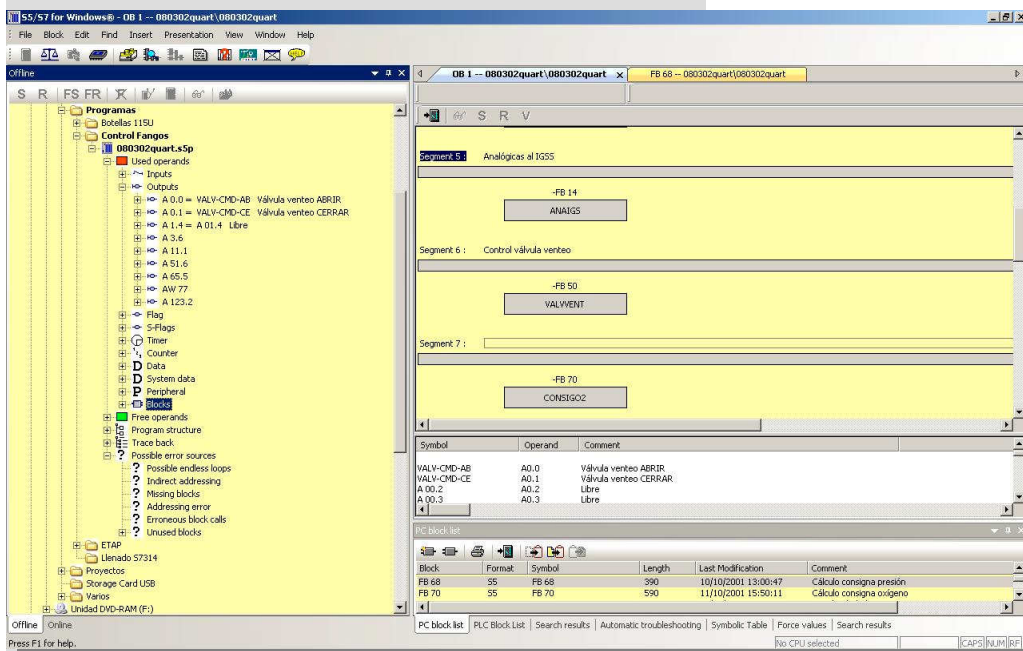 S5/S7 for Windows® - OB 1 -- 080302quart\080302quart
File Block Edit Find Insert Presentation View Window Help
Offline
S R FS FR
Programas
Botellas 115U
Control Fangos
080302quart.s5p
Used operands
Inputs
Outputs
A 0.0 = VALV-CMD-AB Válvula venteo ABRIR
A 0.1 = VALV-CMD-CE Válvula venteo CERRAR
A 1.4 = A 01.4 Libre
A 3.6
A 11.1
A 51.6
A 65.5
AW 77
A 123.2
Flag
S-Flags
Timer
Counter
D Data
D System data
P Peripheral
Blocks
Free operands
Program structure
Trace back
? Possible error sources
? Possible endless loops
? Indirect addressing
? Missing blocks
? Addressing error
? Erroneous block calls
? Unused blocks
ETAP
Llenado S7314
Proyectos
Storage Card USB
Varios
Unidad DVD-RAM (F:)
Offline Online
OB 1 -- 080302quart\080302quart x FB 68 -- 080302quart\080302quart
S R V
Segment 5 : Analógicas al IGSS
-FB 14
ANAIGS
Segment 6 : Control válvula venteo
-FB 50
VALVVENT
Segment 7 :
-FB 70
CONSIGO2
Symbol Operand Comment
VALV-CMD-AB A0.0 Válvula venteo ABRIR
VALV-CMD-CE A0.1 Válvula venteo CERRAR
A 00.2 A0.2 Libre
A 00.3 A0.3 Libre
PC block list
Block Format Symbol Length Last Modification Comment
FB 68 S5 FB 68 390 10/10/2001 13:00:47 Cálculo consigna presión
FB 70 S5 FB 70 590 11/10/2001 15:50:11 Cálculo consigna oxígeno
PC block list PLC Block List Search results Automatic troubleshooting Symbolic Table Force values Search results
Press F1 for help. No CPU selected CAPS NUM RF